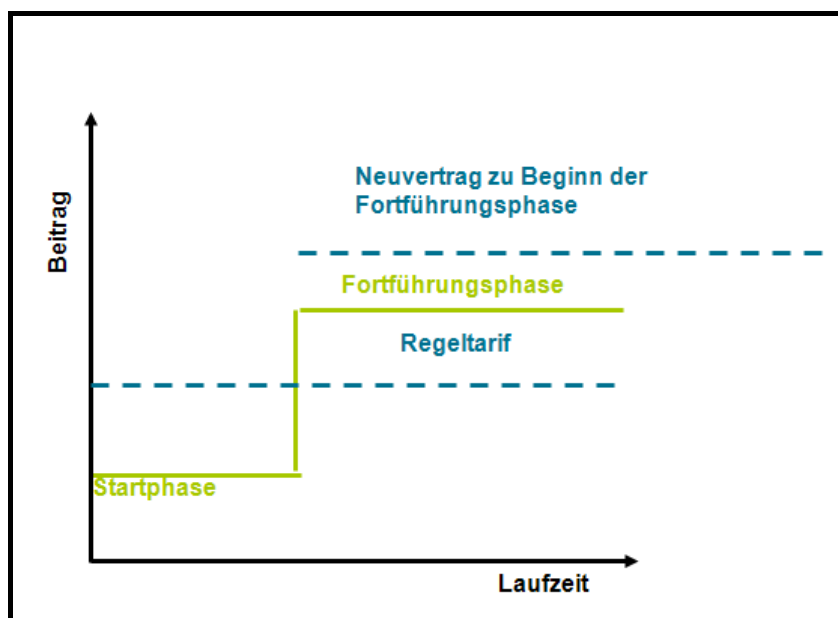 Neuvertrag zu Beginn der
Fortführungsphase
Beitrag
Fortführungsphase
Regeltarif
Startphase
Laufzeit